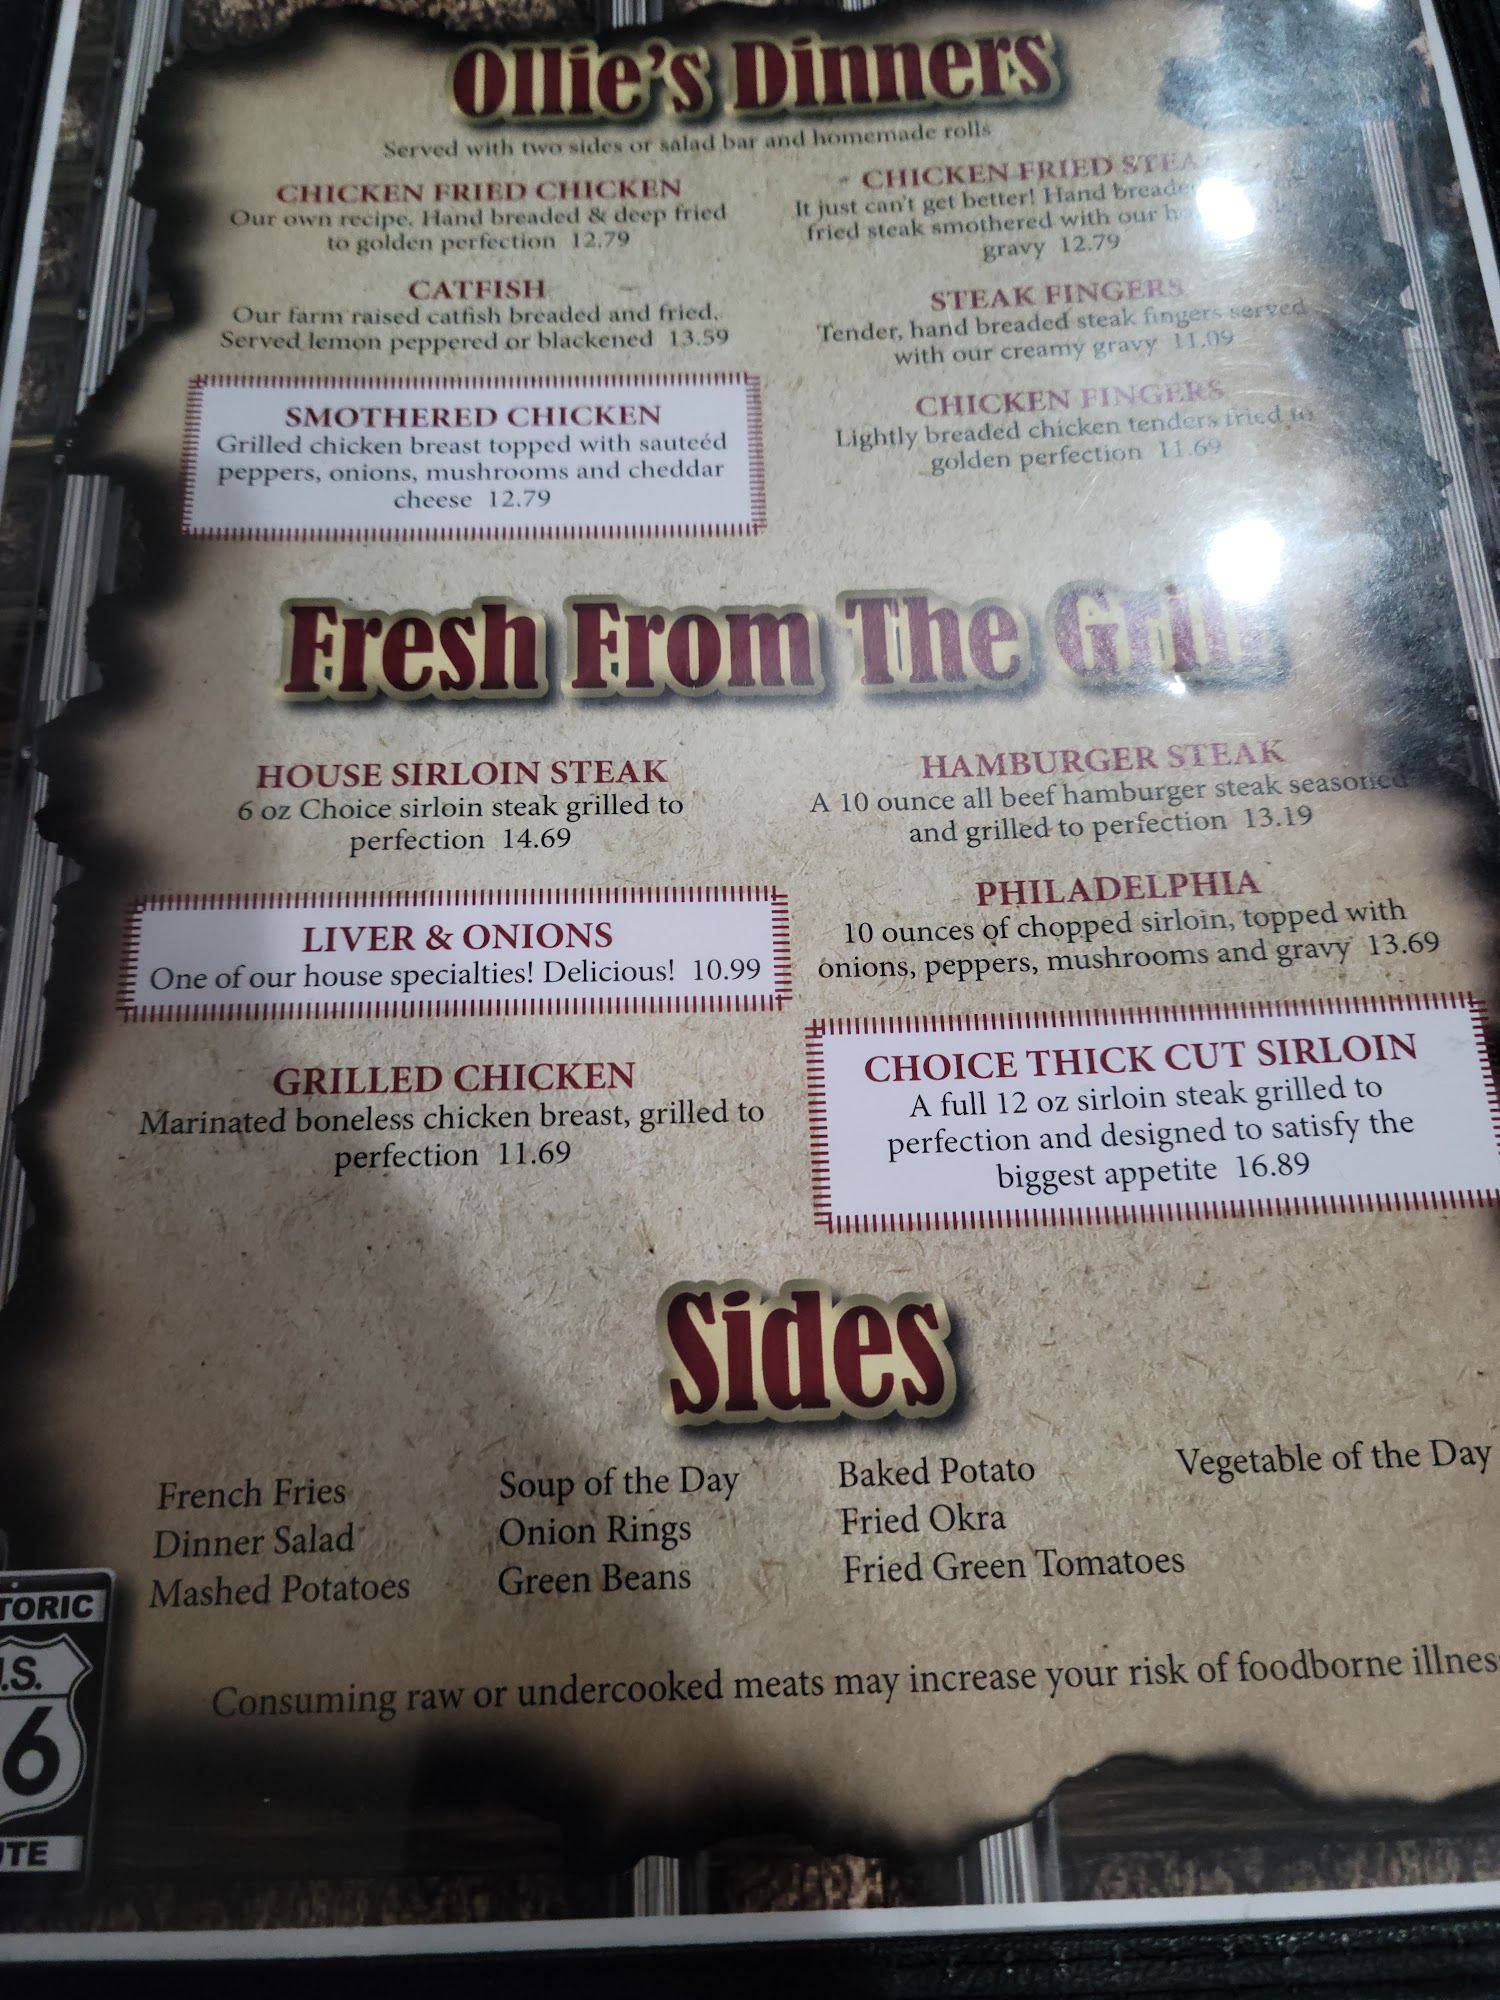 Ollie's Dinners
Served with two sides or salad bar and homemade rolls
CHICKEN FRIED CHICKEN
Our own recipe. Hand breaded & deep fried
to golden perfection 12.79
CATFISH
Our farm raised catfish breaded and fried.
Served lemon peppered or blackened 13.59
SMOTHERED CHICKEN
Grilled chicken breast topped with sauteéd
peppers, onions, mushrooms and cheddar
cheese 12.79
CHICKEN FRIED
It just can't get better! Hand
fried steak smothered with our
gravy 12.79
STEAK FINGERS
Tender, hand breaded steak fingers served
with our creamy gravy 11.09
CHICKEN FINGERS
Lightly breaded chicken tenders fried to
golden perfection 11.69
Fresh From The Grill
HOUSE SIRLOIN STEAK
6 oz Choice sirloin steak grilled to
perfection 14.69
LIVER & ONIONS
One of our house specialties! Delicious! 10.99
GRILLED CHICKEN
Marinated boneless chicken breast, grilled to
perfection 11.69
HAMBURGER STEAK
A 10 ounce all beef hamburger steak seasoned
and grilled to perfection 13.19
PHILADELPHIA
10 ounces of chopped sirloin, topped with
onions, peppers, mushrooms and gravy 13.69
CHOICE THICK CUT SIRLOIN
A full 12 oz sirloin steak grilled to
perfection and designed to satisfy the
biggest appetite 16.89
Sides
French Fries
Dinner Salad
Mashed Potatoes
Soup of the Day
Onion Rings
Green Beans
Baked Potato
Fried Okra
Fried Green Tomatoes
Vegetable of the Day
Consuming raw or undercooked meats may increase your risk of foodborne illnes
TORIC
.S.
6
UTE